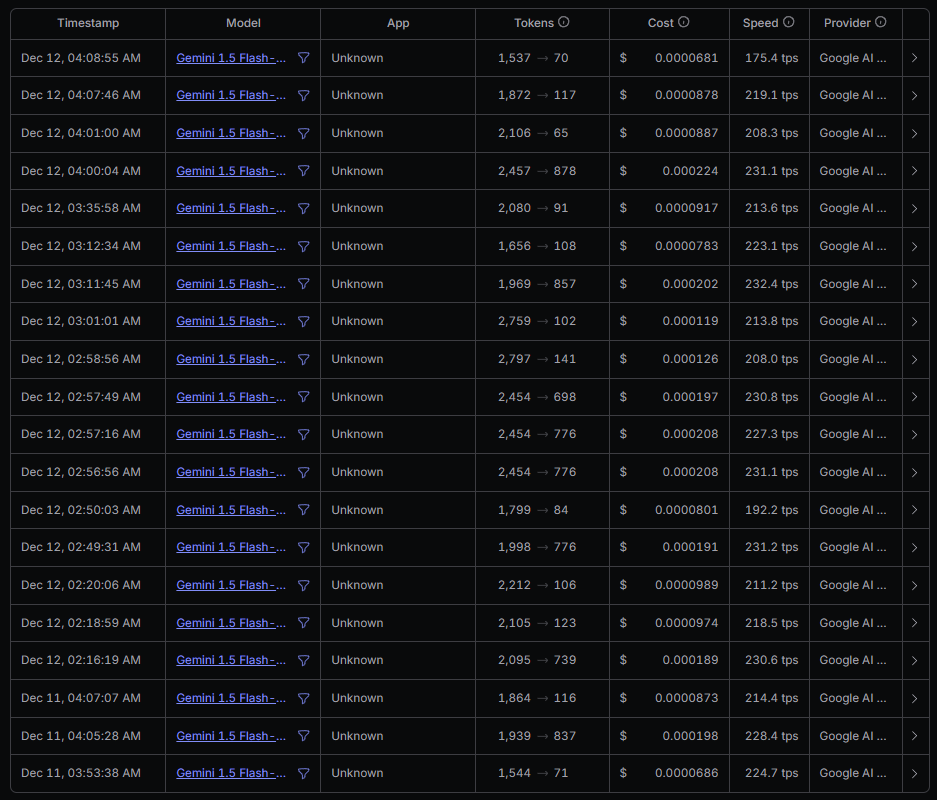 Timestamp Model App Tokens Cost Speed Provider
Dec 12, 04:08:55 AM Gemini 1.5 Flash-... Unknown 1,537 → 70 $ 0.0000681 175.4 tps Google AI ...
Dec 12, 04:07:46 AM Gemini 1.5 Flash-... Unknown 1,872 → 117 $ 0.0000878 219.1 tps Google AI ...
Dec 12, 04:01:00 AM Gemini 1.5 Flash-... Unknown 2,106 → 65 $ 0.0000887 208.3 tps Google AI ...
Dec 12, 04:00:04 AM Gemini 1.5 Flash-... Unknown 2,457 → 878 $ 0.000224 231.1 tps Google AI ...
Dec 12, 03:35:58 AM Gemini 1.5 Flash-... Unknown 2,080 → 91 $ 0.0000917 213.6 tps Google AI ...
Dec 12, 03:12:34 AM Gemini 1.5 Flash-... Unknown 1,656 → 108 $ 0.0000783 223.1 tps Google AI ...
Dec 12, 03:11:45 AM Gemini 1.5 Flash-... Unknown 1,969 → 857 $ 0.000202 232.4 tps Google AI ...
Dec 12, 03:01:01 AM Gemini 1.5 Flash-... Unknown 2,759 → 102 $ 0.000119 213.8 tps Google AI ...
Dec 12, 02:58:56 AM Gemini 1.5 Flash-... Unknown 2,797 → 141 $ 0.000126 208.0 tps Google AI ...
Dec 12, 02:57:49 AM Gemini 1.5 Flash-... Unknown 2,454 → 698 $ 0.000197 230.8 tps Google AI ...
Dec 12, 02:57:16 AM Gemini 1.5 Flash-... Unknown 2,454 → 776 $ 0.000208 227.3 tps Google AI ...
Dec 12, 02:56:56 AM Gemini 1.5 Flash-... Unknown 2,454 → 776 $ 0.000208 231.1 tps Google AI ...
Dec 12, 02:50:03 AM Gemini 1.5 Flash-... Unknown 1,799 → 84 $ 0.0000801 192.2 tps Google AI ...
Dec 12, 02:49:31 AM Gemini 1.5 Flash-... Unknown 1,998 → 776 $ 0.000191 231.2 tps Google AI ...
Dec 12, 02:20:06 AM Gemini 1.5 Flash-... Unknown 2,212 → 106 $ 0.0000989 211.2 tps Google AI ...
Dec 12, 02:18:59 AM Gemini 1.5 Flash-... Unknown 2,105 → 123 $ 0.0000974 218.5 tps Google AI ...
Dec 12, 02:16:19 AM Gemini 1.5 Flash-... Unknown 2,095 → 739 $ 0.000189 230.6 tps Google AI ...
Dec 11, 04:07:07 AM Gemini 1.5 Flash-... Unknown 1,864 → 116 $ 0.0000873 214.4 tps Google AI ...
Dec 11, 04:05:28 AM Gemini 1.5 Flash-... Unknown 1,939 → 837 $ 0.000198 228.4 tps Google AI ...
Dec 11, 03:53:38 AM Gemini 1.5 Flash-... Unknown 1,544 → 71 $ 0.0000686 224.7 tps Google AI ...